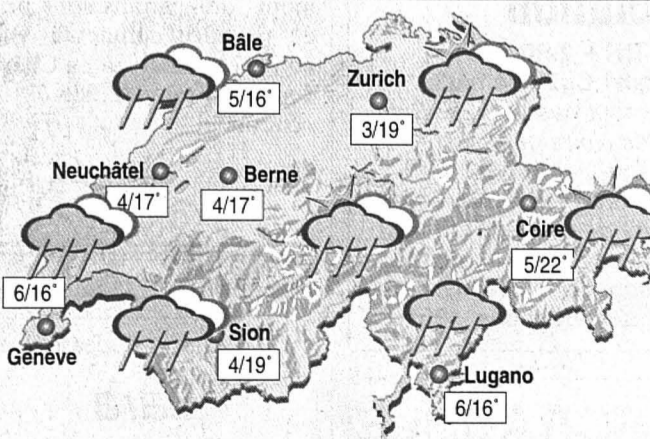 Bâle
5/16°
Zurich
3/19°
Neuchâtel
4/17°
Berne
4/17°
Coire
5/22°
6/16°
Genève
Sion
4/19°
Lugano
6/16°